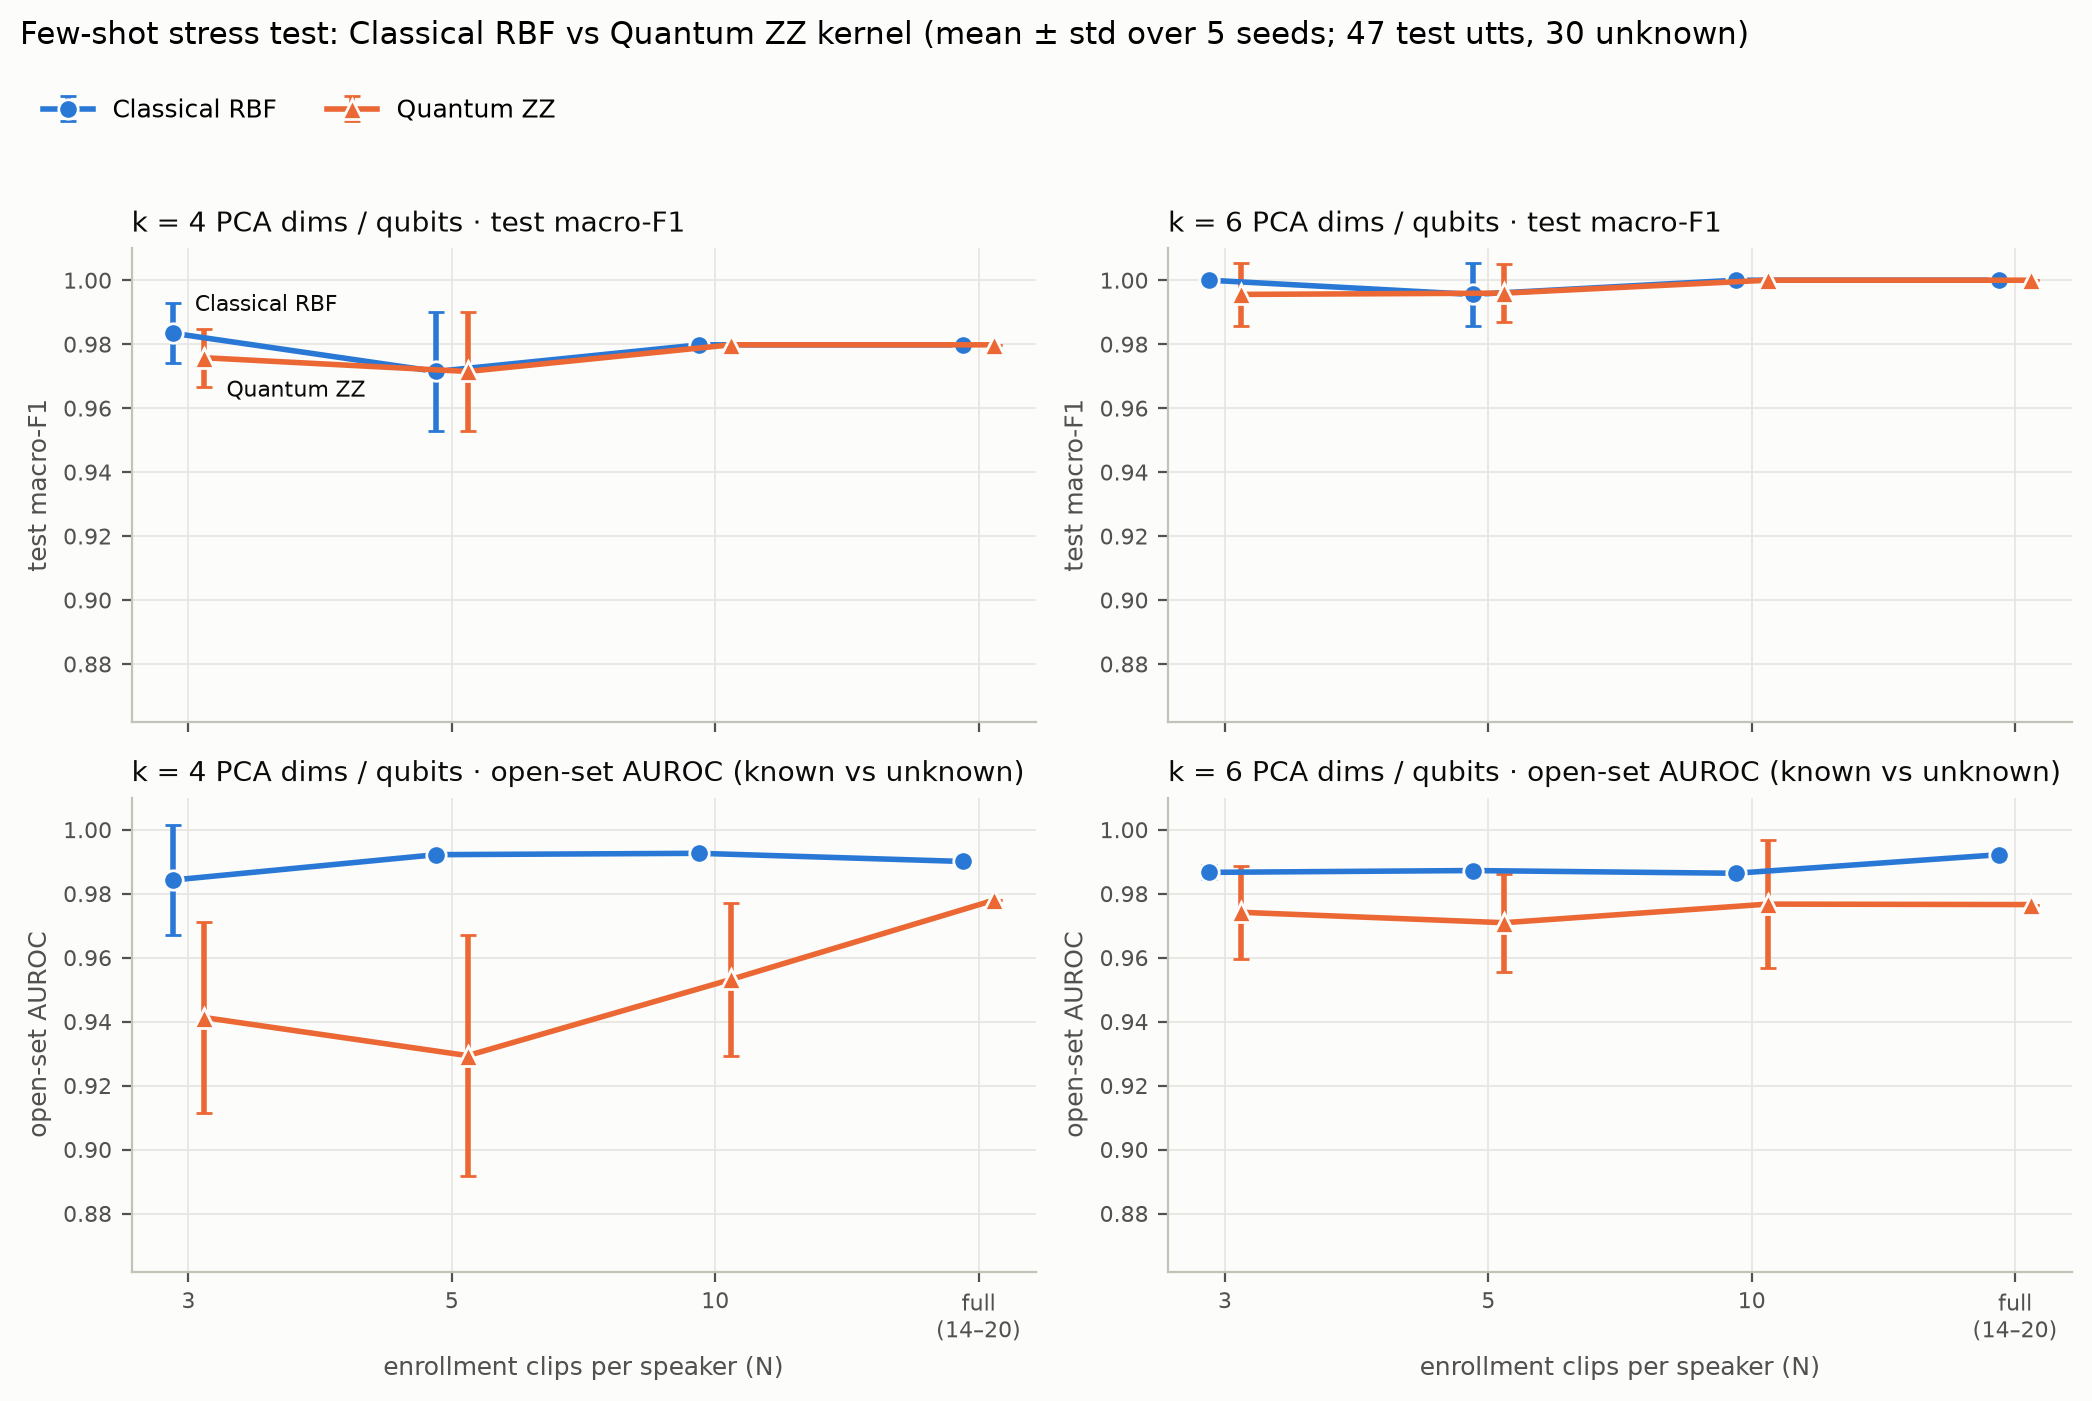 Few-shot stress test: Classical RBF vs Quantum ZZ kernel (mean ± std over 5 seeds; 47 test utts, 30 unknown)
Classical RBF
Quantum ZZ
k = 4 PCA dims / qubits · test macro-F1
1.00
0.98
0.96
0.94
0.92
0.90
0.88
test macro-F1
Classical RBF
Quantum ZZ
k = 6 PCA dims / qubits · test macro-F1
1.00
0.98
0.96
0.94
0.92
0.90
0.88
test macro-F1
k = 4 PCA dims / qubits · open-set AUROC (known vs unknown)
1.00
0.98
0.96
0.94
0.92
0.90
0.88
open-set AUROC
3
5
10
full
(14–20)
enrollment clips per speaker (N)
k = 6 PCA dims / qubits · open-set AUROC (known vs unknown)
1.00
0.98
0.96
0.94
0.92
0.90
0.88
open-set AUROC
3
5
10
full
(14–20)
enrollment clips per speaker (N)